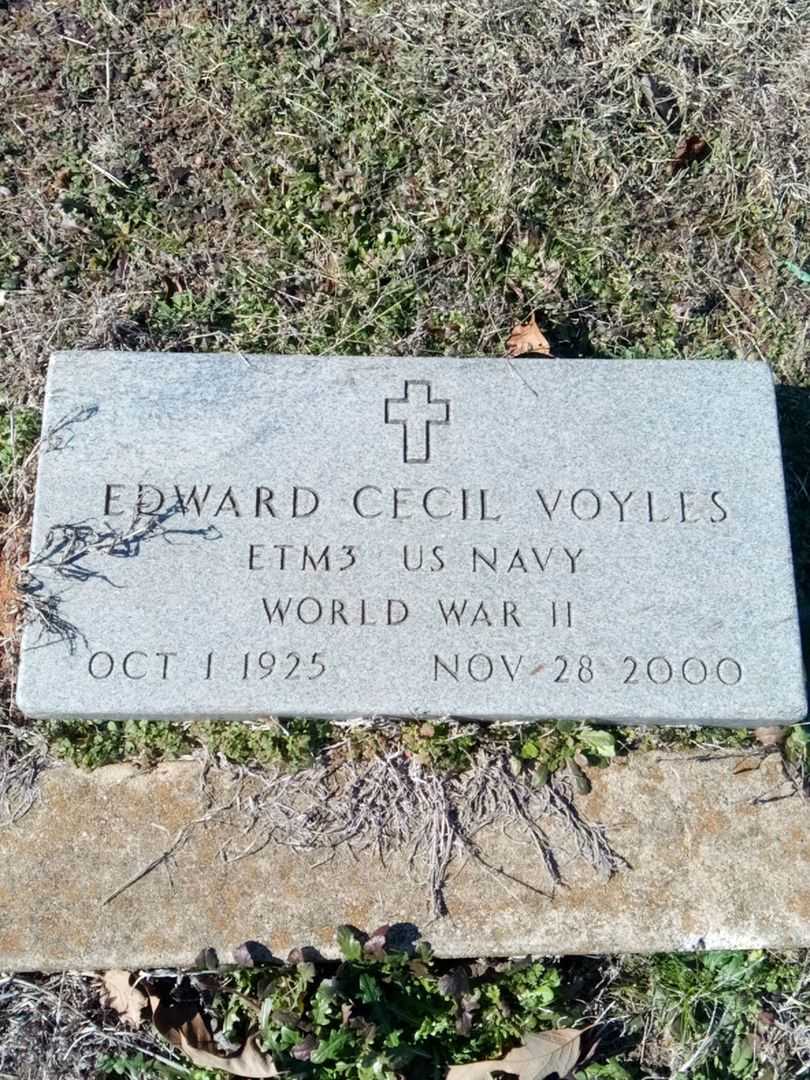 EDWARD CECIL VOYLES
ETM3 US NAVY
WORLD WAR II
OCT 1 1925 NOV 28 2000